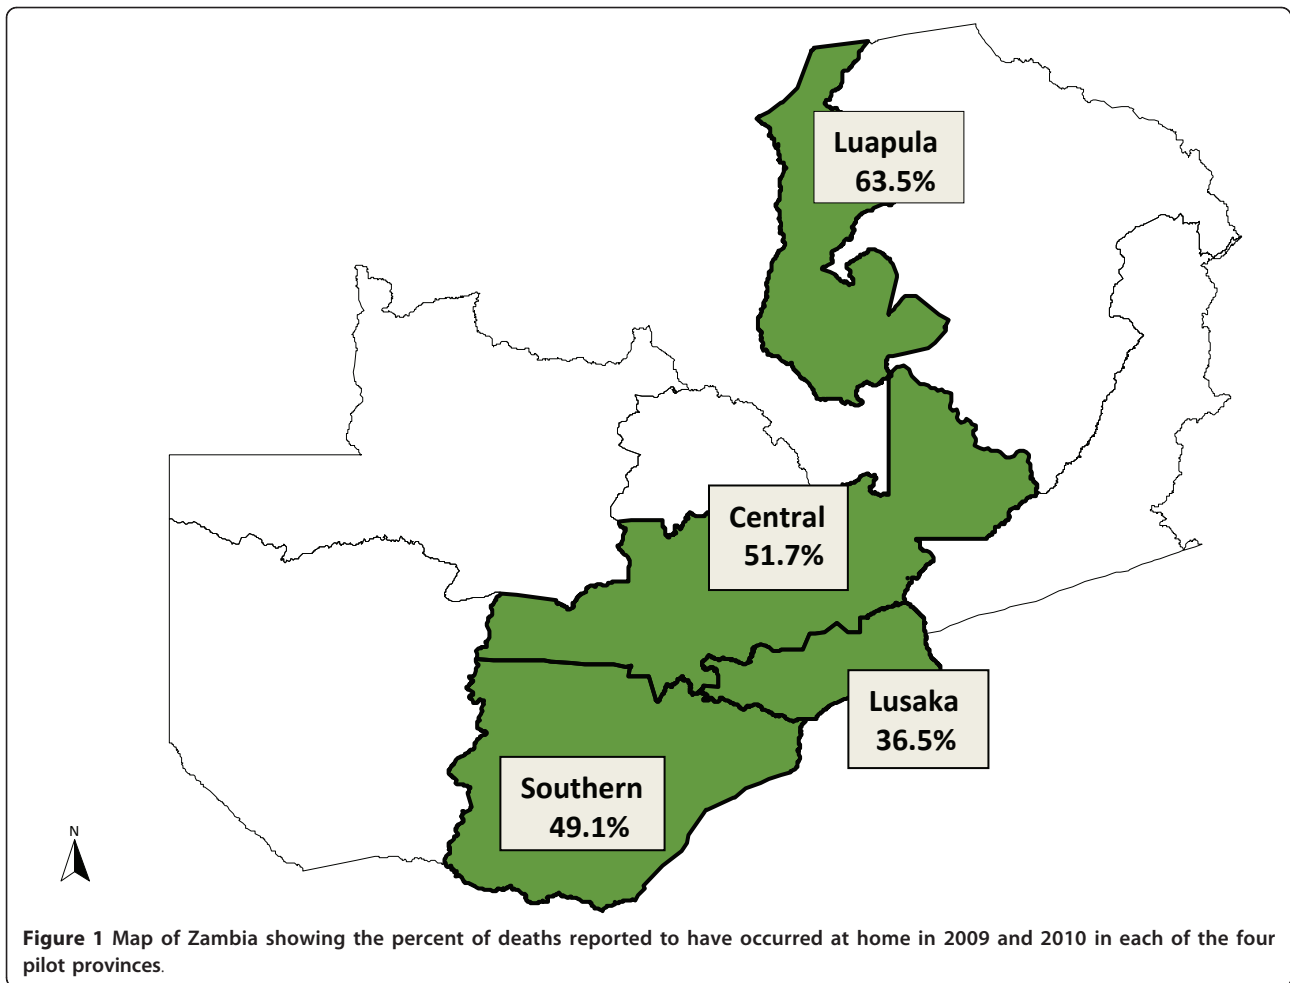 Luapula
63.5%
Central
51.7%
Lusaka
36.5%
Southern
49.1%
N
Figure 1 Map of Zambia showing the percent of deaths reported to have occurred at home in 2009 and 2010 in each of the four
pilot provinces.